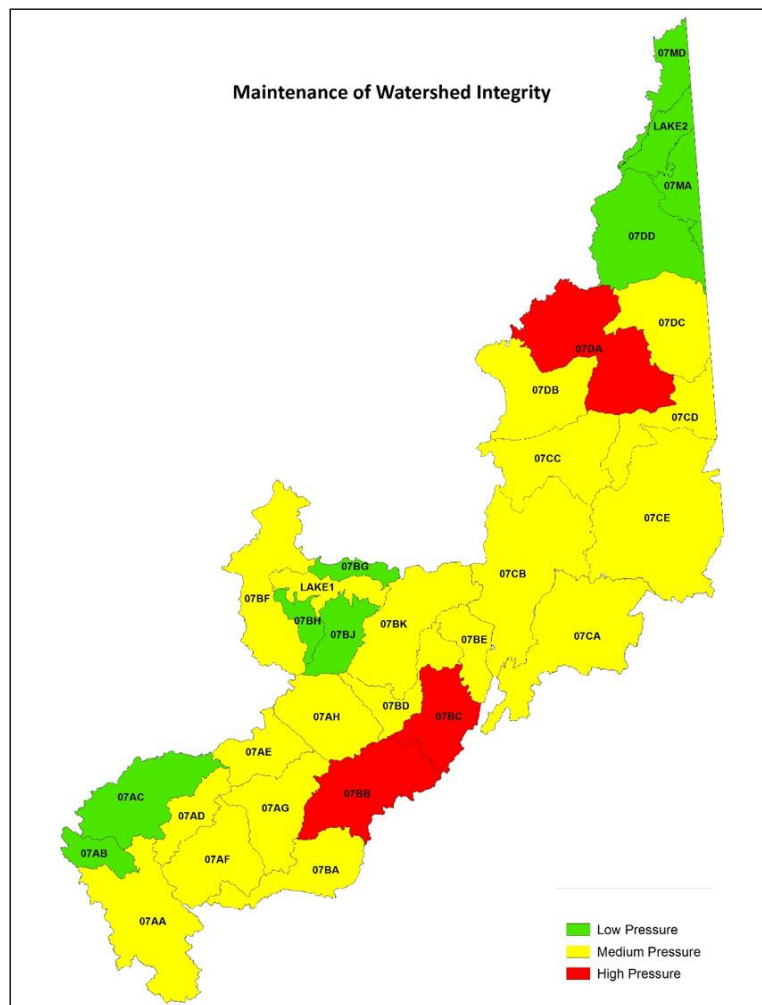 Maintenance of Watershed Integrity
07MD
LAKE2
07MA
07DD
07DC
07DA
07DB
07CD
07CC
07CE
07CB
07CA
07BG
LAKE1
07BF
07BH
07BJ
07BK
07BE
07BD
07BC
07AH
07AE
07AC
07AD
07AG
07BB
07AB
07AF
07BA
07AA
Low Pressure
Medium Pressure
High Pressure